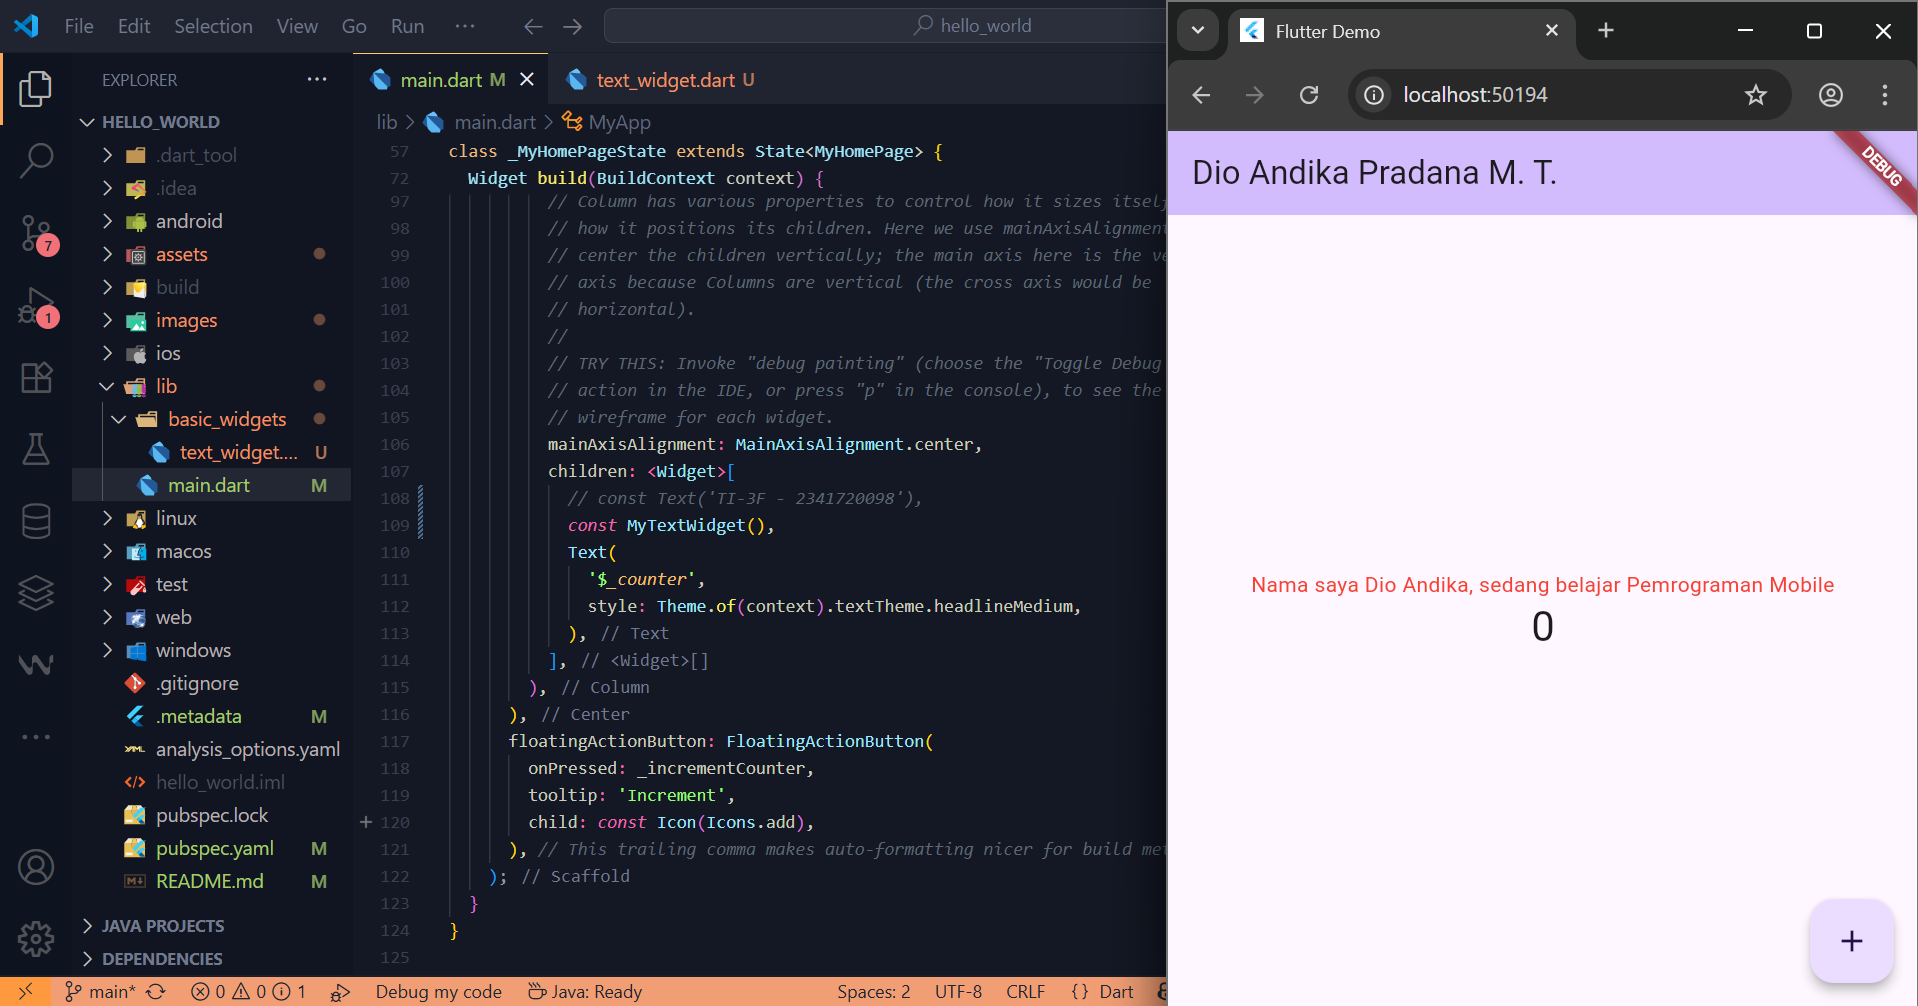 File Edit Selection View Go Run ··· hello_world
EXPLORER ···
HELLO_WORLD
.dart_tool
.idea
android
assets
build
images
ios
lib
basic_widgets
text_widget.... U
main.dart M
linux
macos
test
web
windows
.gitignore
.metadata M
analysis_options.yaml
hello_world.iml
pubspec.lock
pubspec.yaml M
README.md M
JAVA PROJECTS
DEPENDENCIES
7
1
main.dart M text_widget.dart U
lib > main.dart > MyApp
57 class _MyHomePageState extends State<MyHomePage> {
72 Widget build(BuildContext context) {
97 // Column has various properties to control how it sizes itself
98 // how it positions its children. Here we use mainAxisAlignment
99 // center the children vertically; the main axis here is the ve
100 // axis because Columns are vertical (the cross axis would be
101 // horizontal).
102 //
103 // TRY THIS: Invoke "debug painting" (choose the "Toggle Debug
104 // action in the IDE, or press "p" in the console), to see the
105 // wireframe for each widget.
106 mainAxisAlignment: MainAxisAlignment.center,
107 children: <Widget>[
108 // const Text('TI-3F - 2341720098'),
109 const MyTextWidget(),
110 Text(
111 '$_counter',
112 style: Theme.of(context).textTheme.headlineMedium,
113 ), // Text
114 ], // <Widget>[]
115 ), // Column
116 ), // Center
117 floatingActionButton: FloatingActionButton(
118 onPressed: _incrementCounter,
119 tooltip: 'Increment',
120 child: const Icon(Icons.add),
121 ), // This trailing comma makes auto-formatting nicer for build met
122 ); // Scaffold
123 }
124 }
125
main* 0 0 1 Debug my code Java: Ready Spaces: 2 UTF-8 CRLF {} Dart
Flutter Demo
localhost:50194
Dio Andika Pradana M. T.
DEBUG
Nama saya Dio Andika, sedang belajar Pemrograman Mobile
0
+